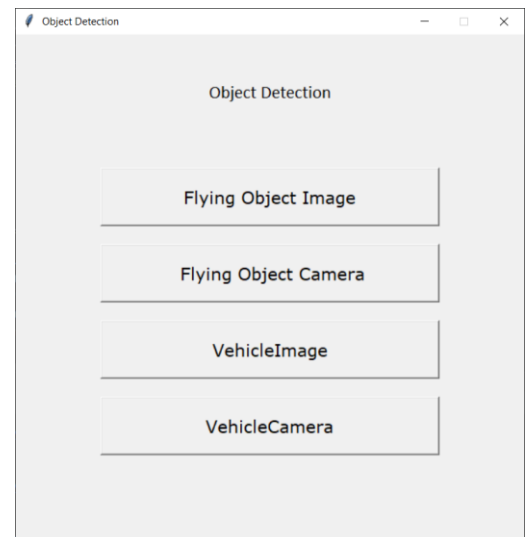 Object Detection
Object Detection
Flying Object Image
Flying Object Camera
VehicleImage
VehicleCamera